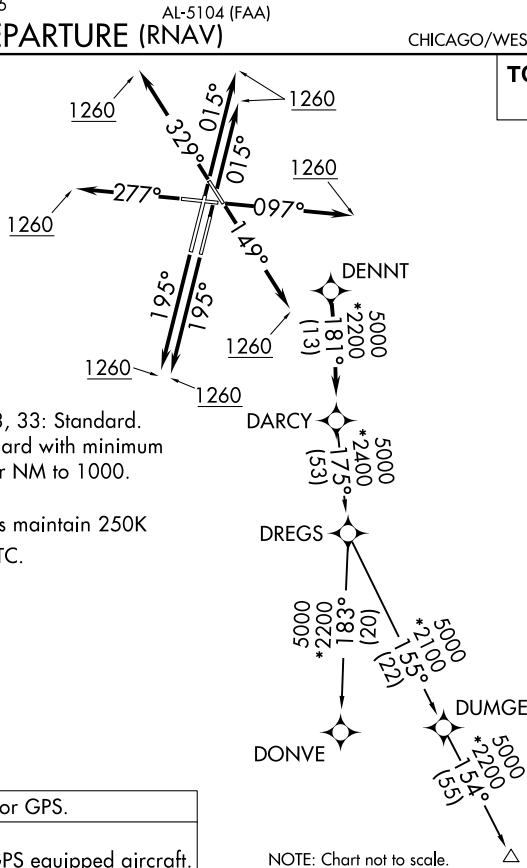 AL-5104 (FAA)
EPARTURE (RNAV)
CHICAGO/WES
TO
1260
015°
1260
329°
015°
1260
277°
097°
1260
149°
DENNT
195°
195°
5000
*2200
181°
(13)
1260
1260
1260
DARCY
3, 33: Standard.
ard with minimum
r NM to 1000.
5000
*2400
175°
(53)
s maintain 250K
TC.
DREGS
5000
*2200
183°
(20)
5000
*2100
155°
(22)
DUMGE
DONVE
5000
*2200
154°
(55)
or GPS.
GPS equipped aircraft.
NOTE: Chart not to scale.